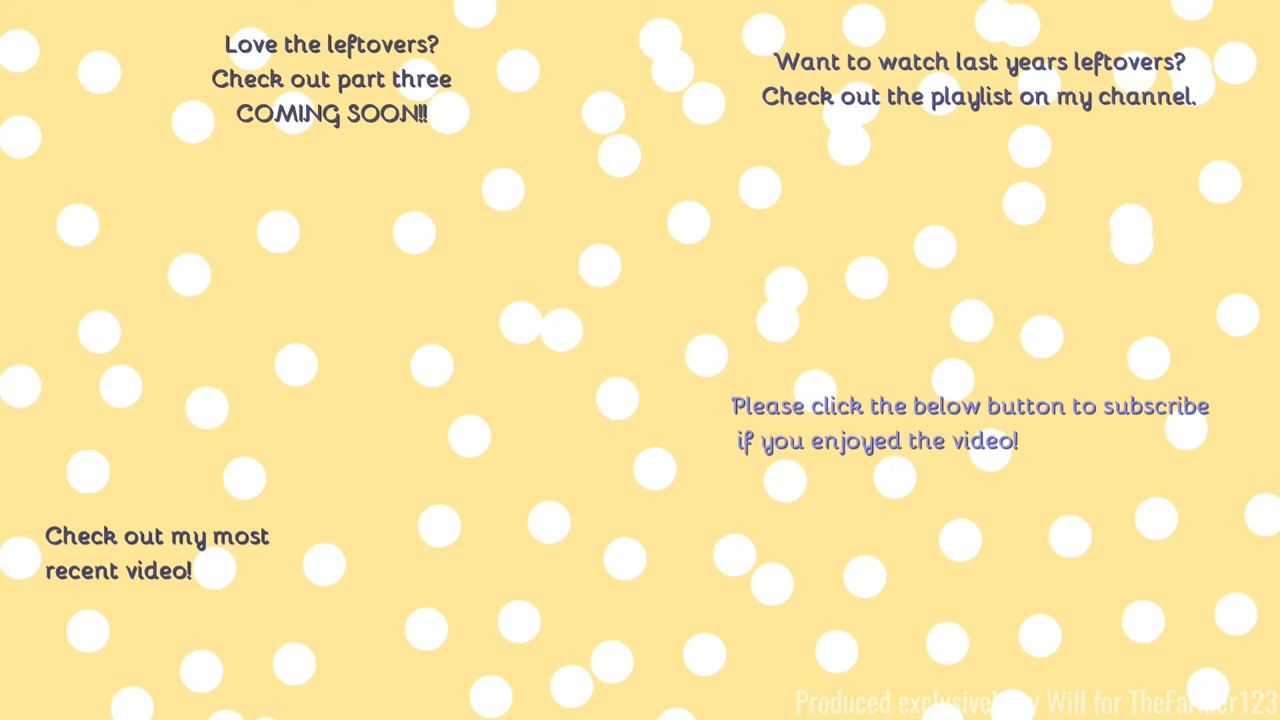 Love the leftovers?
Check out part three
COMING SOON!!
Want to watch last years leftovers?
Check out the playlist on my channel.
Please click the below button to subscribe
if you enjoyed the video!
Check out my most
recent video!
Produced exclusively by Will for TheFarmer123